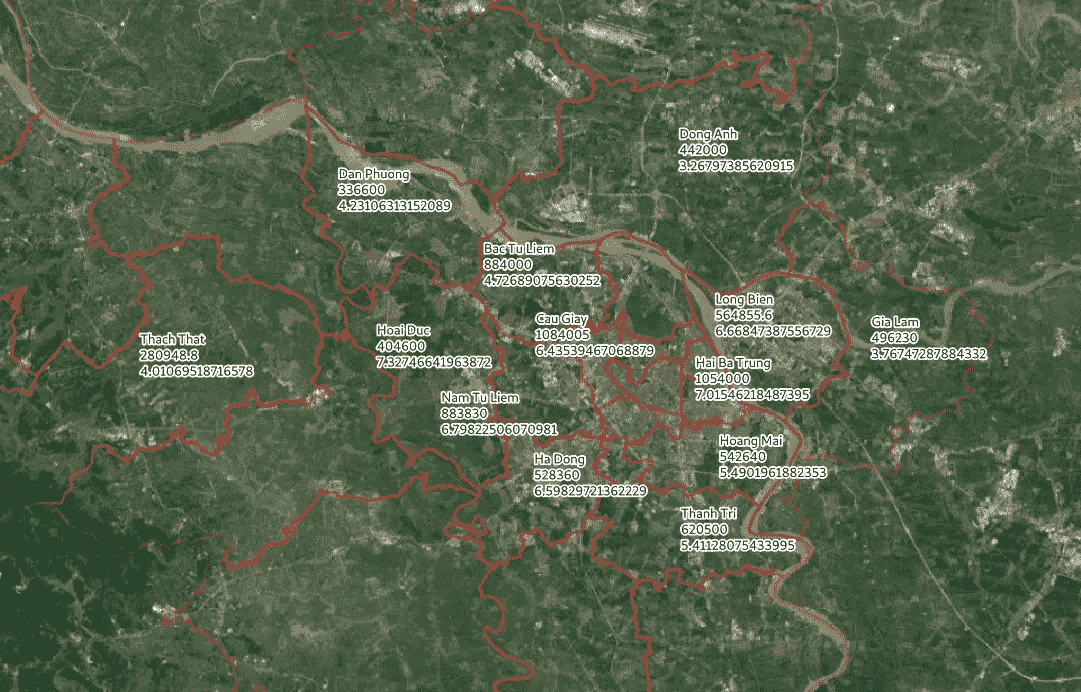 Dong Anh
442000
3.26797385620915
Dan Phuong
336600
4.23106313152089
Bac Tu Liem
884000
4.72689075630252
Long Bien
564855.6
6.66847387556729
Cau Giay
1084005
6.43539467068879
Gia Lam
496230
3.76747287884332
Hoai Duc
404600
7.32746641963872
Thach That
280948.8
4.01069518716578
Hai Ba Trung
1054000
7.01546218487395
Nam Tu Liem
883830
6.79822506070981
Hoang Mai
542640
5.4901961882353
Ha Dong
528360
6.59829721362229
Thanh Tri
620500
5.41128075433995